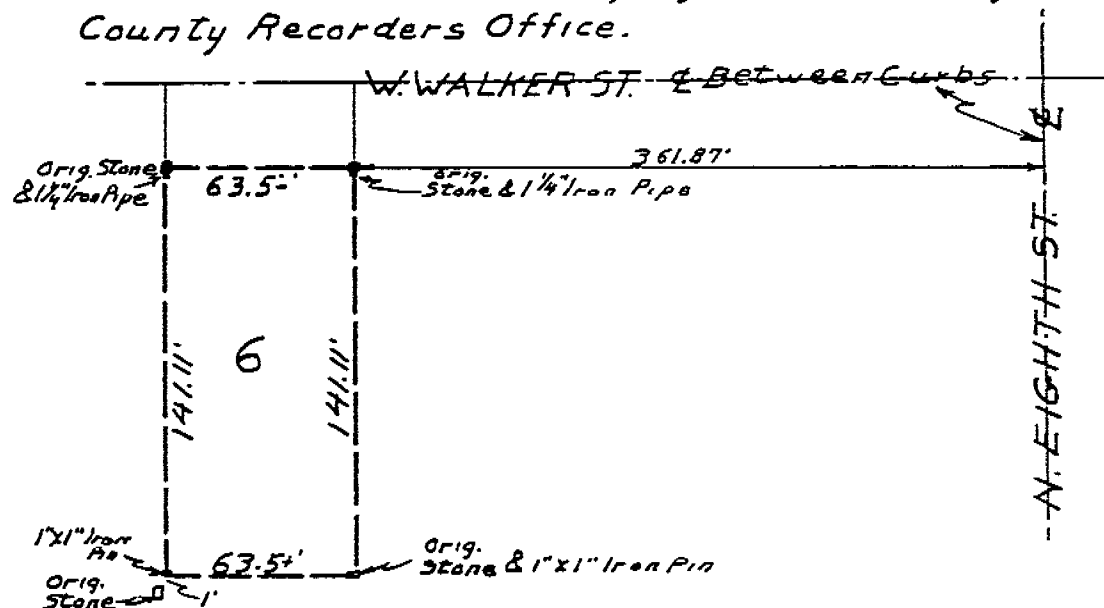 County Recorders Office.
W. WALKER ST. ℄ Between Curbs
℄
Orig. Stone
& 1¼" Iron Pipe
63.5-'
361.87'
Orig.
Stone & 1¼" Iron Pipe
N. EIGHTH ST.
141.11'
6
141.11'
1"x1" Iron
Pin
63.5+'
Orig.
Stone & 1"x1" Iron Pin
Orig.
Stone
1'